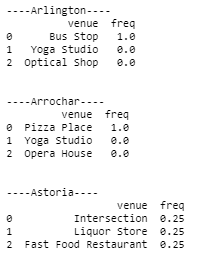 ----Arlington----
venue freq
0 Bus Stop 1.0
1 Yoga Studio 0.0
2 Optical Shop 0.0
----Arrochar----
venue freq
0 Pizza Place 1.0
1 Yoga Studio 0.0
2 Opera House 0.0
----Astoria----
venue freq
0 Intersection 0.25
1 Liquor Store 0.25
2 Fast Food Restaurant 0.25